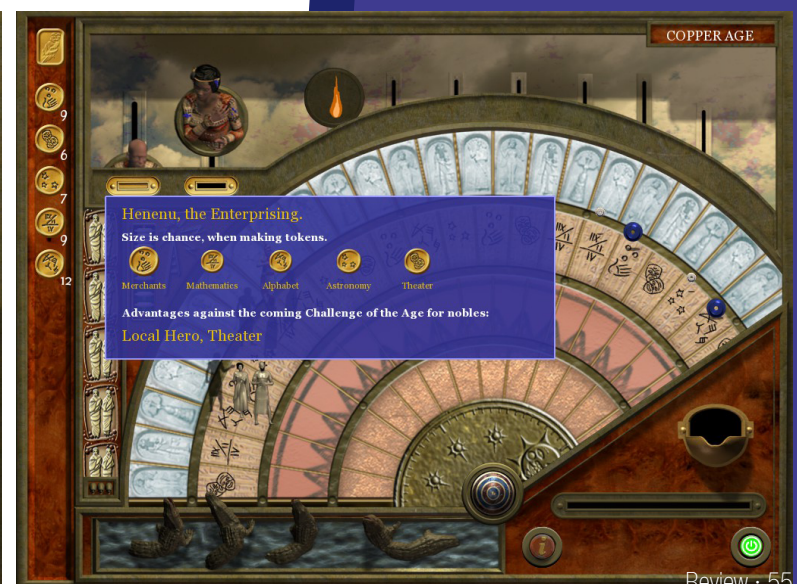 COPPER AGE
9
6
7
9
12
Henenu, the Enterprising.
Size is chance, when making tokens.
Merchants Mathematics Alphabet Astronomy Theater
Advantages against the coming Challenge of the Age for nobles:
Local Hero, Theater
Review · 55